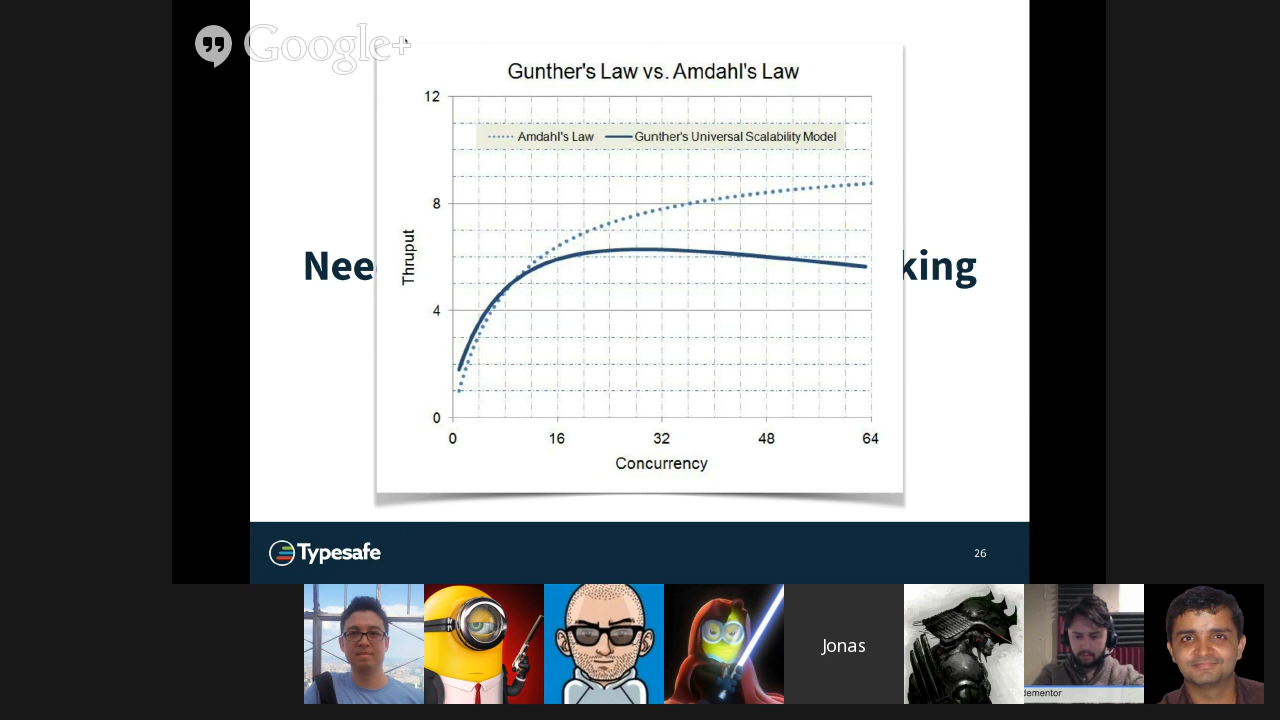 Google+
Gunther's Law vs. Amdahl's Law
12
Amdahl's Law Gunther's Universal Scalability Model
8
Thruput
4
0
0 16 32 48 64
Concurrency
Nee king
Typesafe
26
Jonas
dementor